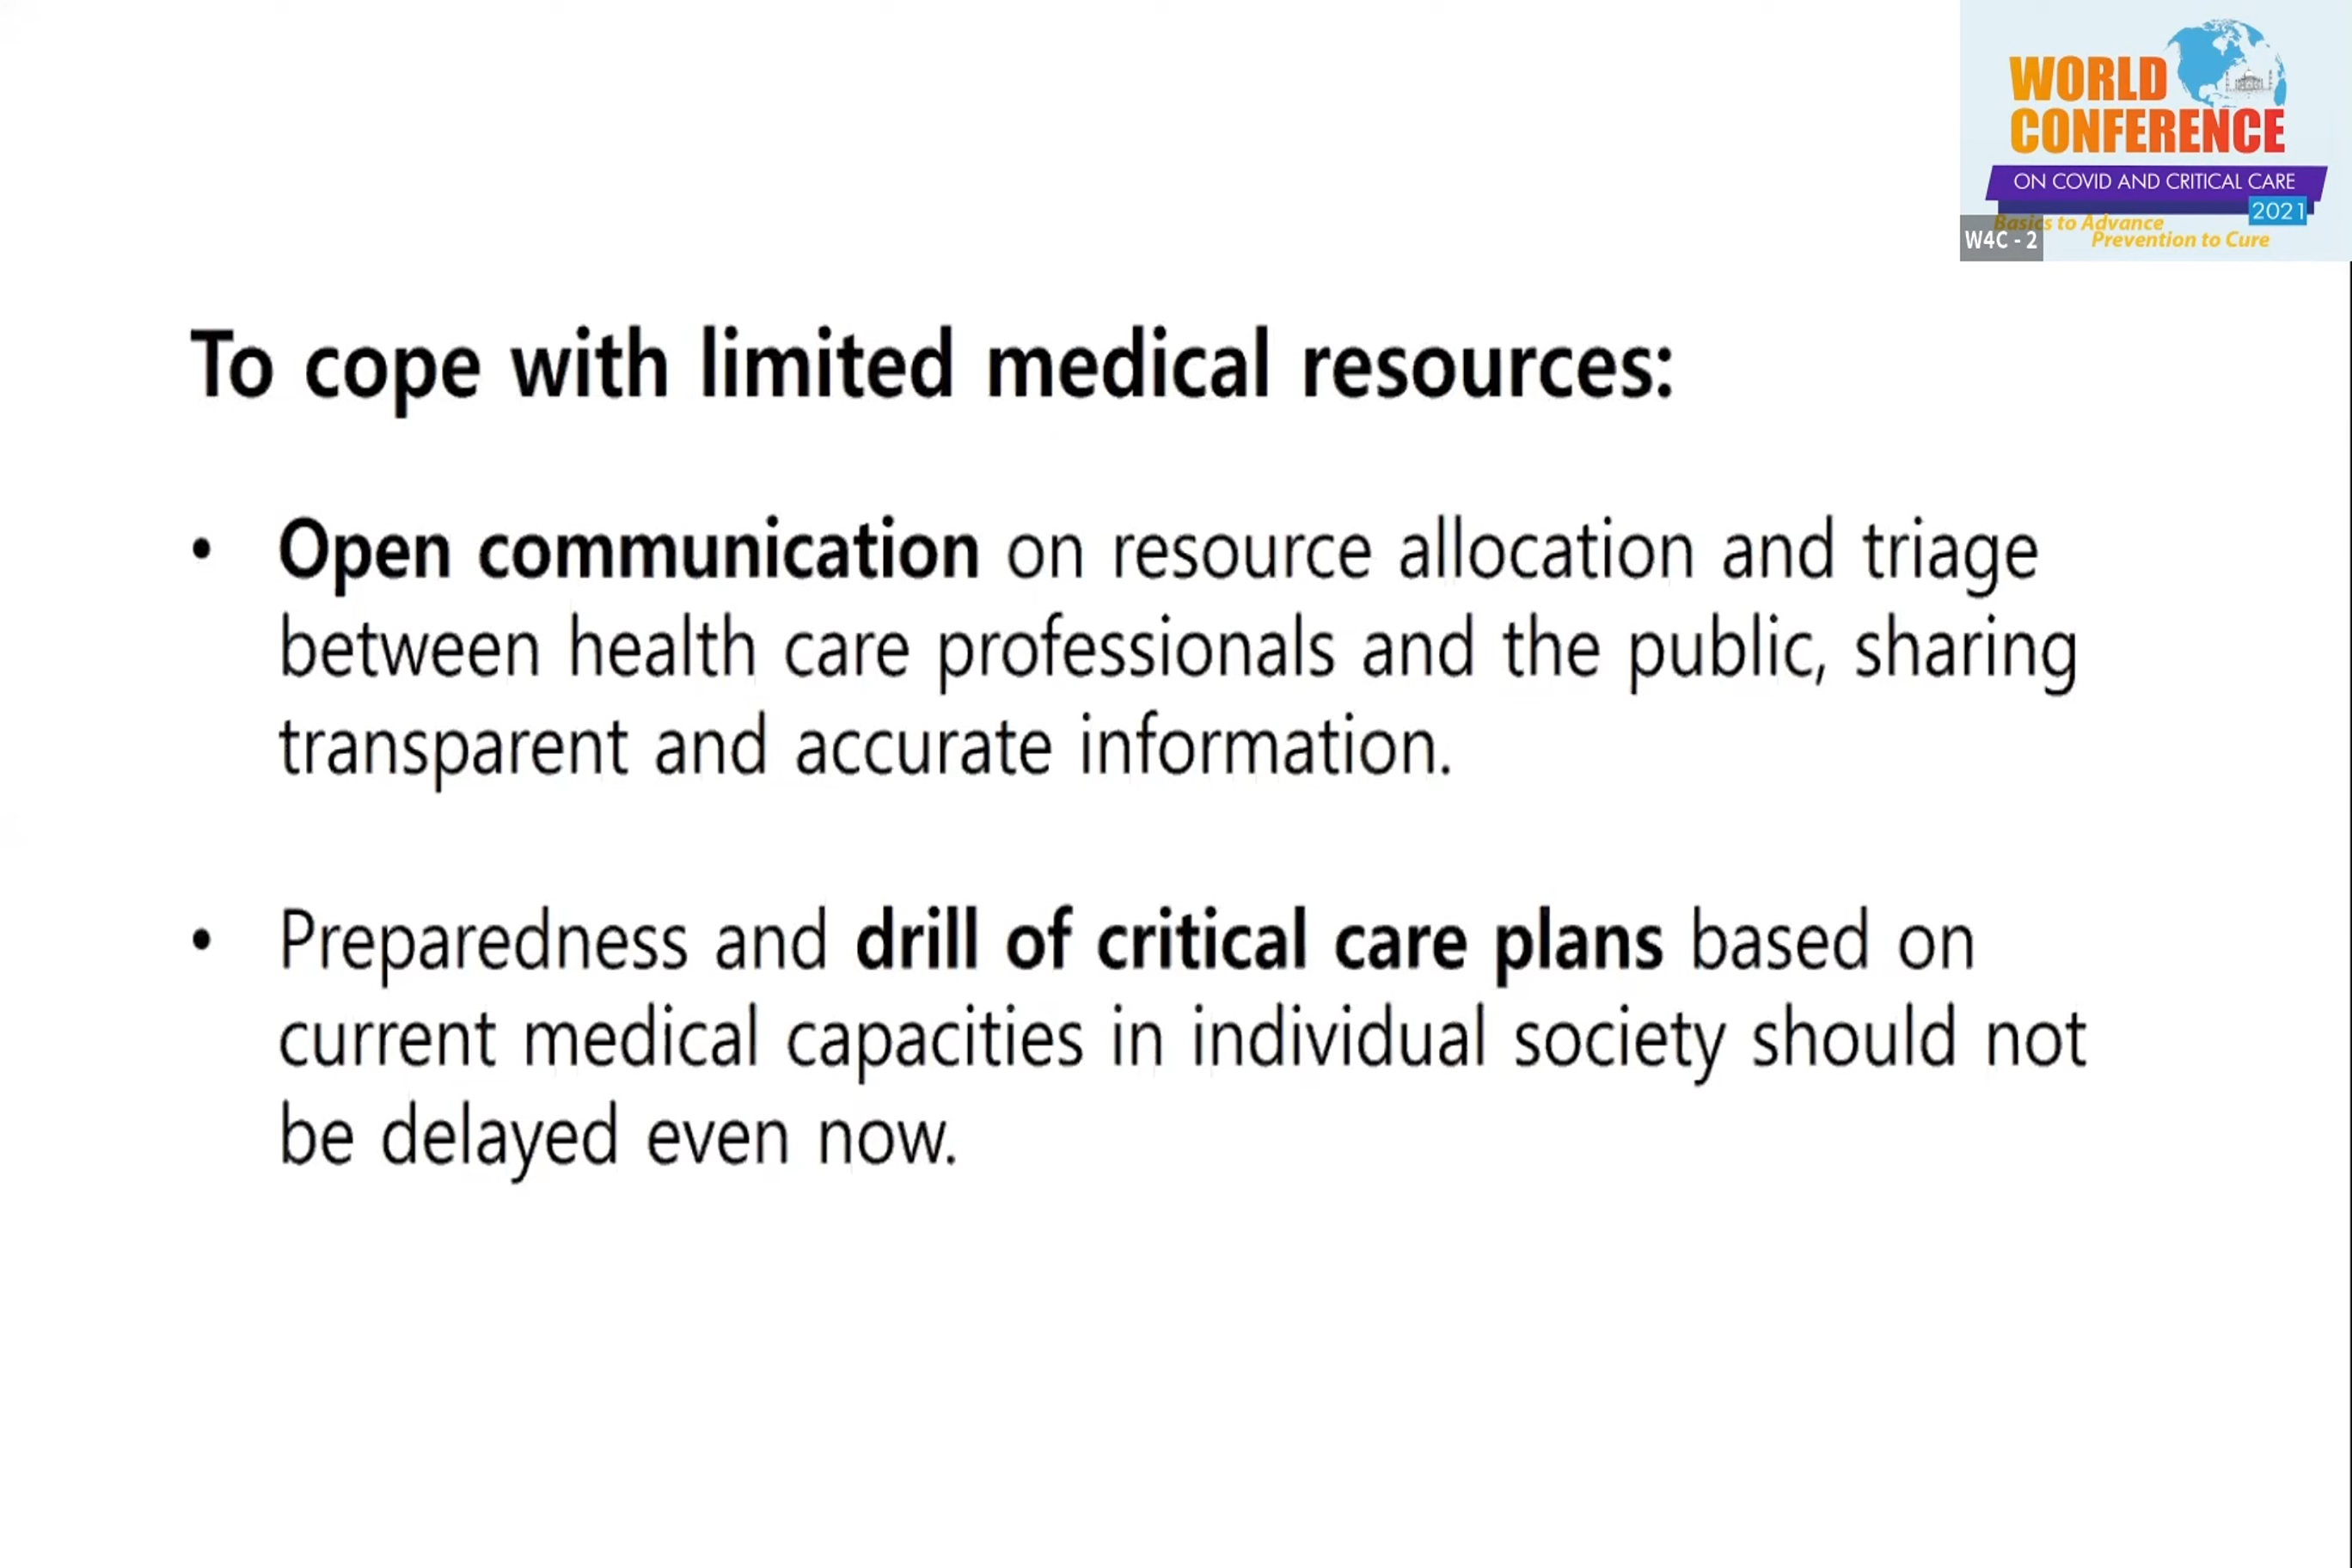 WORLD
CONFERENCE
ON COVID AND CRITICAL CARE
2021
Basics to Advance
Prevention to Cure
W4C - 2
To cope with limited medical resources:
• Open communication on resource allocation and triage
between health care professionals and the public, sharing
transparent and accurate information.
• Preparedness and drill of critical care plans based on
current medical capacities in individual society should not
be delayed even now.